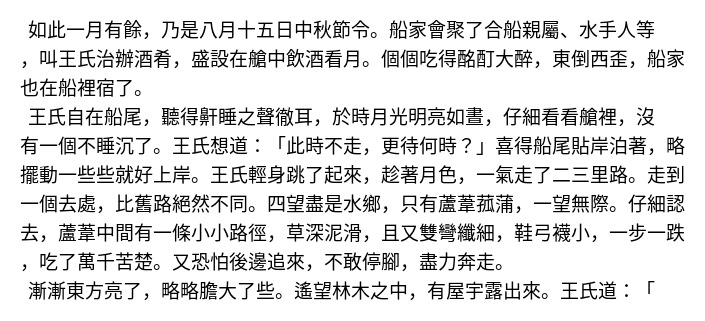 如此一月有餘，乃是八月十五日中秋節令。船家會聚了合船親屬、水手人等
，叫王氏治辦酒肴，盛設在艙中飲酒看月。個個吃得酩酊大醉，東倒西歪，船家
也在船裡宿了。
王氏自在船尾，聽得鼾睡之聲徹耳，於時月光明亮如晝，仔細看看艙裡，沒
有一個不睡沉了。王氏想道：「此時不走，更待何時？」喜得船尾貼岸泊著，略
擺動一些些就好上岸。王氏輕身跳了起來，趁著月色，一氣走了二三里路。走到
一個去處，比舊路絕然不同。四望盡是水鄉，只有蘆葦菰蒲，一望無際。仔細認
去，蘆葦中間有一條小小路徑，草深泥滑，且又雙彎纖細，鞋弓襪小，一步一跌
，吃了萬千苦楚。又恐怕後邊追來，不敢停腳，盡力奔走。
漸漸東方亮了，略略膽大了些。遙望林木之中，有屋宇露出來。王氏道：「